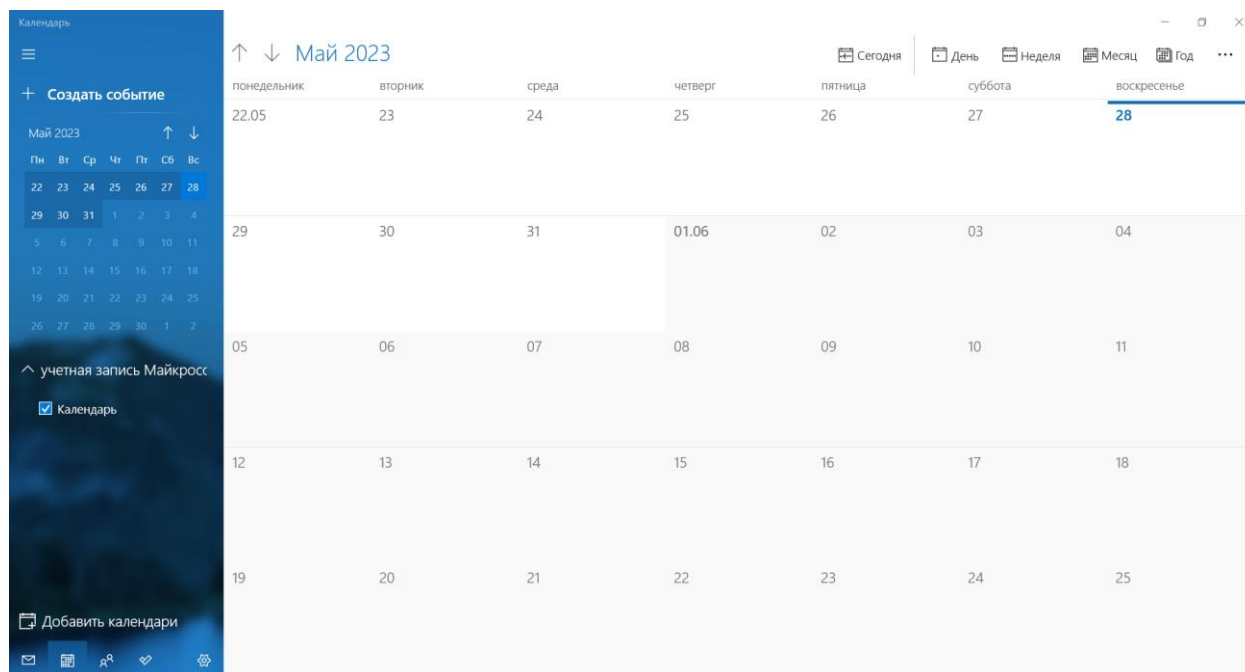 Календарь
Май 2023
Сегодня День Неделя Месяц Год
Создать событие
Май 2023
Пн Вт Ср Чт Пт Сб Вс
22 23 24 25 26 27 28
29 30 31 1 2 3 4
5 6 7 8 9 10 11
12 13 14 15 16 17 18
19 20 21 22 23 24 25
26 27 28 29 30 1 2
учетная запись Майкросс
Календарь
Добавить календари
понедельник вторник среда четверг пятница суббота воскресенье
22.05 23 24 25 26 27 28
29 30 31 01.06 02 03 04
05 06 07 08 09 10 11
12 13 14 15 16 17 18
19 20 21 22 23 24 25